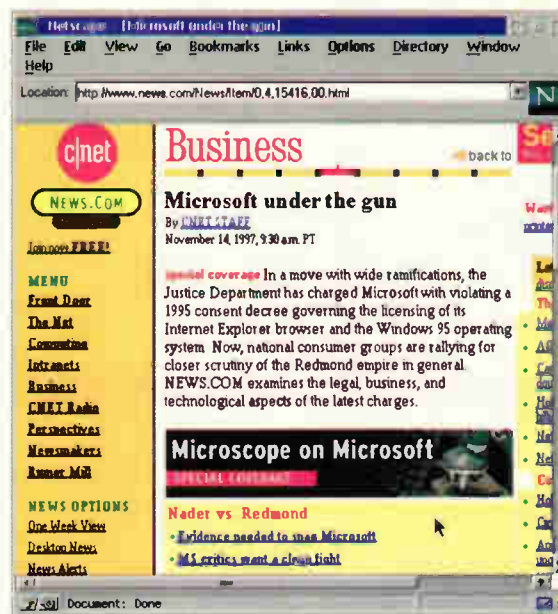 Netscape - [Microsoft under the gun]
File Edit View Go Bookmarks Links Options Directory Window
Help
Location: http://www.news.com/News/Item/0,4,15416,00.html
N
c|net
NEWS.COM
Join now FREE!
MENU
Front Door
The Net
Computing
Intranets
Business
CNET Radio
Perspectives
Newsmakers
Rumor Mill
NEWS OPTIONS
One Week View
Desktop News
News Alerts
Business
back to
Microsoft under the gun
By CNET STAFF
November 14, 1997, 9:30 a.m. PT
special coverage In a move with wide ramifications, the
Justice Department has charged Microsoft with violating a
1995 consent decree governing the licensing of its
Internet Explorer browser and the Windows 95 operating
system. Now, national consumer groups are rallying for
closer scrutiny of the Redmond empire in general.
NEWS.COM examines the legal, business, and
technological aspects of the latest charges.
Microscope on Microsoft
SPECIAL COVERAGE
Nader vs Redmond
Evidence needed to snag Microsoft
MS critics want a clean fight
Se
Document: Done